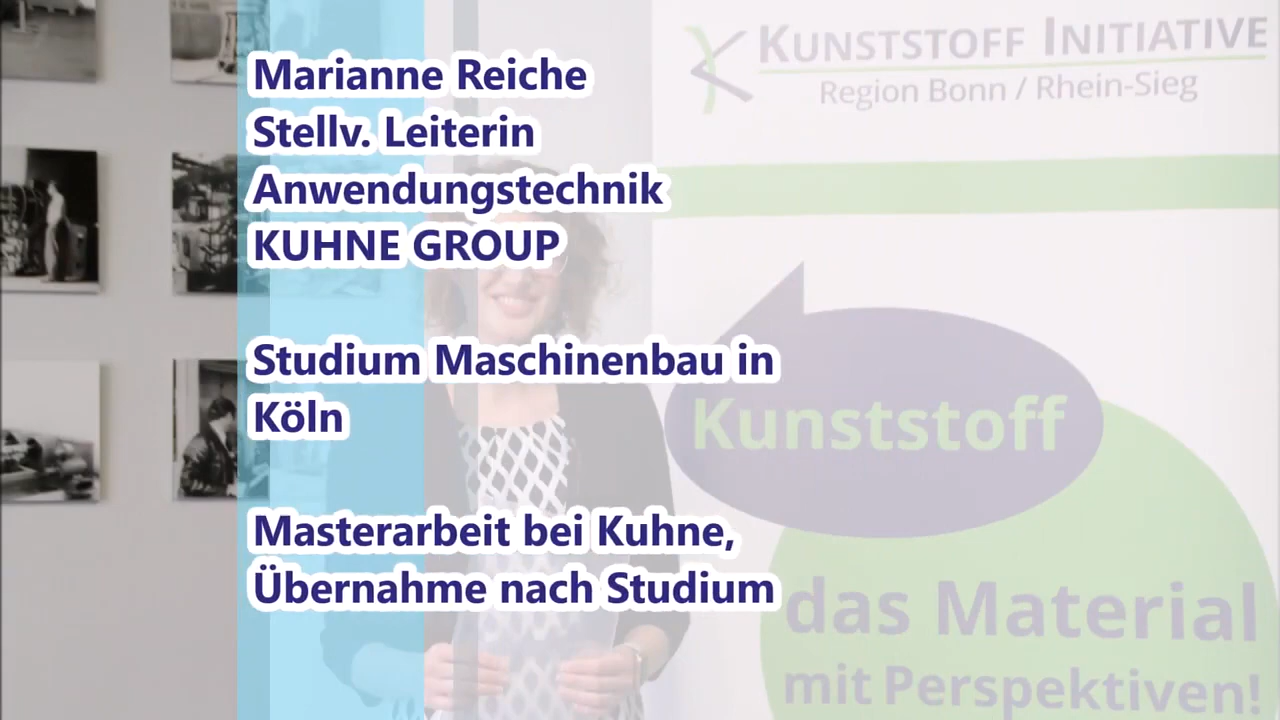 Marianne Reiche
Stellv. Leiterin
Anwendungstechnik
KUHNE GROUP
Studium Maschinenbau in
Köln
Masterarbeit bei Kuhne,
Übernahme nach Studium
KUNSTSTOFF INITIATIVE
Region Bonn / Rhein-Sieg
Kunststoff
das Material
mit Perspektiven!